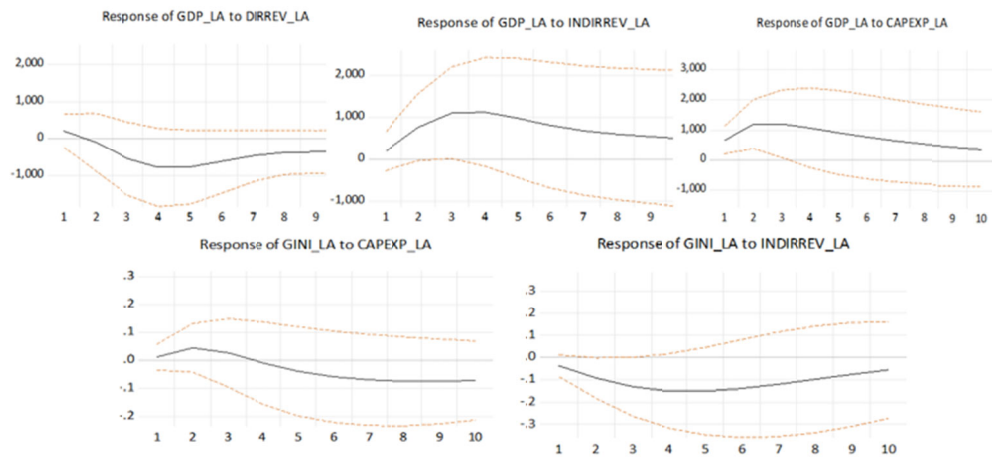 Response of GDP_LA to DIRREV_LA
2,000
1,000
0
-1,000
1 2 3 4 5 6 7 8 9
Response of GDP_LA to INDIRREV_LA
2,000
1,000
0
-1,000
1 2 3 4 5 6 7 8 9
Response of GDP_LA to CAPEXP_LA
3,000
2,000
1,000
0
-1,000
1 2 3 4 5 6 7 8 9 10
Response of GINI_LA to CAPEXP_LA
.3
.2
.1
.0
-.1
-.2
1 2 3 4 5 6 7 8 9 10
Response of GINI_LA to INDIRREV_LA
.3
.2
.1
.0
-.1
-.2
-.3
1 2 3 4 5 6 7 8 9 10